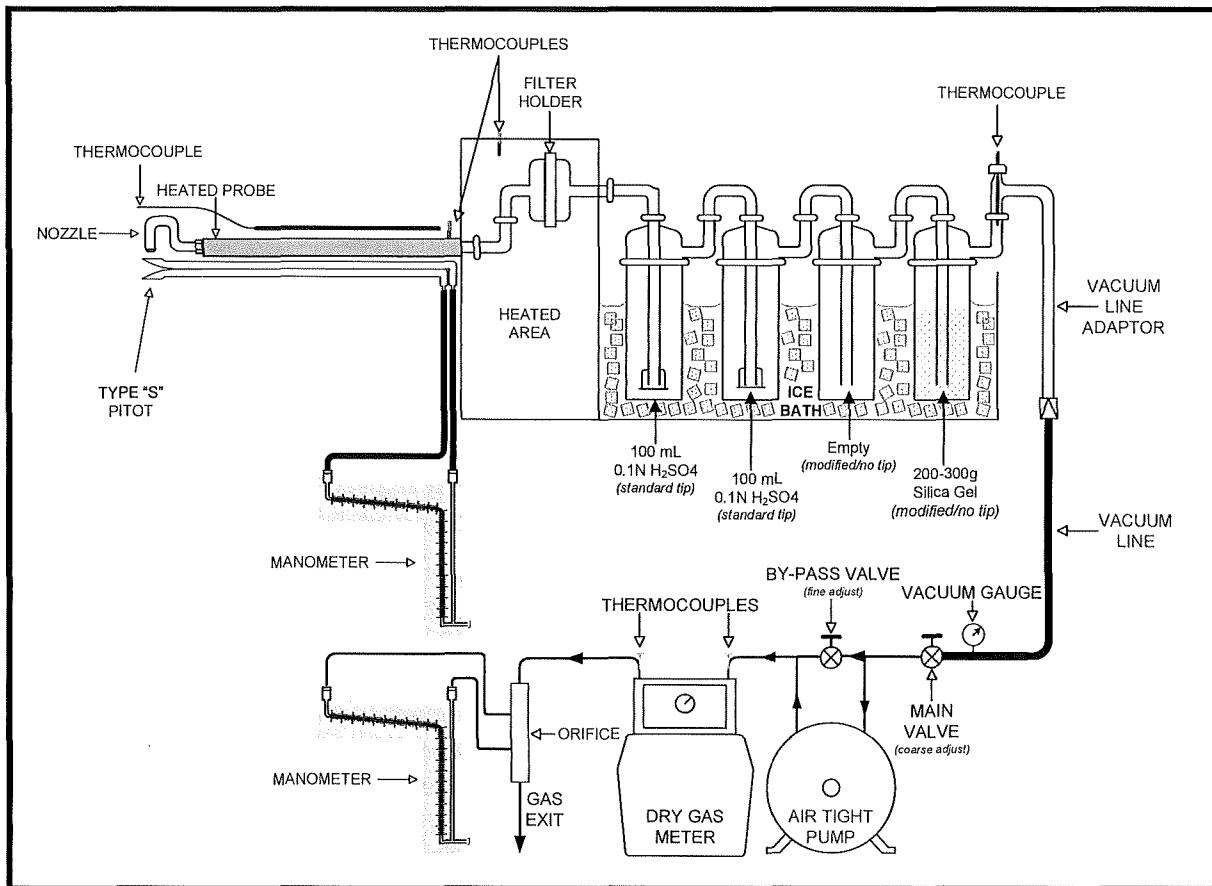 THERMOCOUPLES
FILTER
HOLDER
THERMOCOUPLE
THERMOCOUPLE
HEATED PROBE
NOZZLE
HEATED
AREA
VACUUM
LINE
ADAPTOR
TYPE "S"
PITOT
ICE
BATH
100 mL
0.1N H₂SO4
(standard tip)
100 mL
0.1N H₂SO4
(standard tip)
Empty
(modified/no tip)
200-300g
Silica Gel
(modified/no tip)
VACUUM
LINE
MANOMETER
BY-PASS VALVE
(fine adjust)
VACUUM GAUGE
THERMOCOUPLES
MAIN
VALVE
(coarse adjust)
ORIFICE
MANOMETER
GAS
EXIT
DRY GAS
METER
AIR TIGHT
PUMP